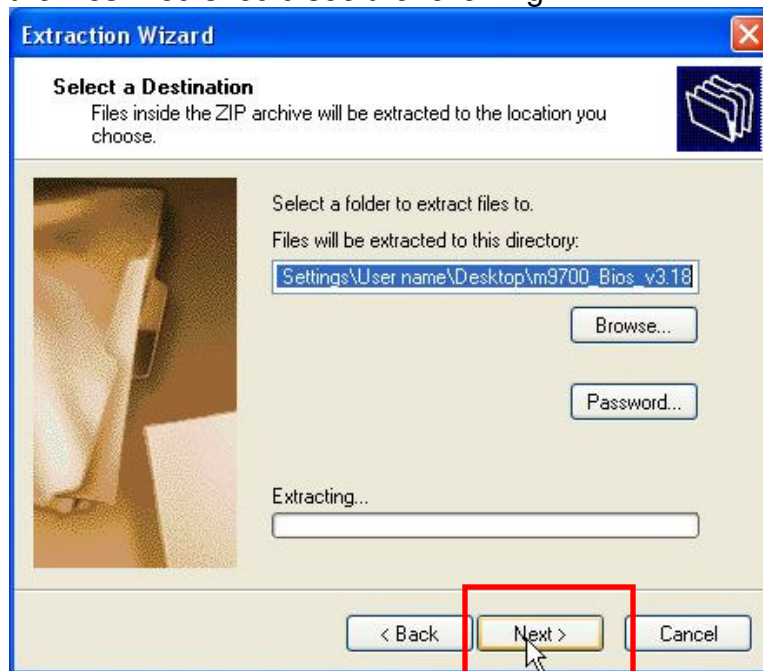 Extraction Wizard
Select a Destination
Files inside the ZIP archive will be extracted to the location you
choose.
Select a folder to extract files to.
Files will be extracted to this directory:
Settings\User name\Desktop\m9700_Bios_v3.18
Browse...
Password...
Extracting...
< Back Next > Cancel